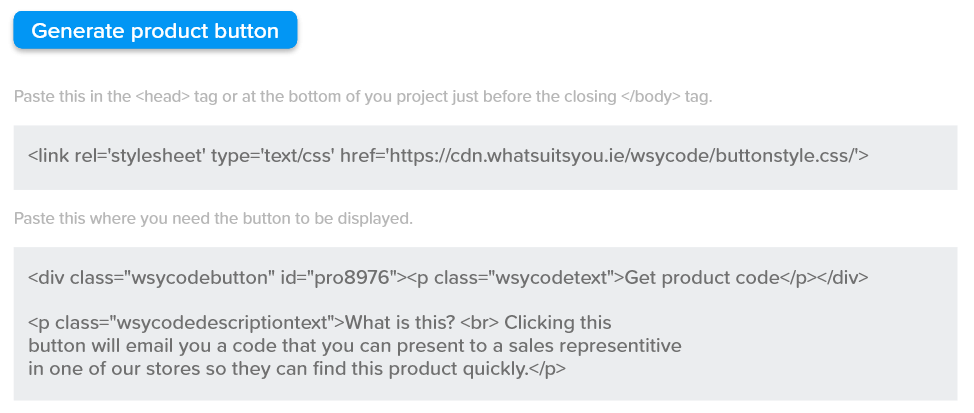 Generate product button
Paste this in the <head> tag or at the bottom of you project just before the closing </body> tag.
<link rel='stylesheet' type='text/css' href='https://cdn.whatsuitsyou.ie/wsycode/buttonstyle.css/'>
Paste this where you need the button to be displayed.
<div class="wsycodebutton" id="pro8976"><p class="wsycodetext">Get product code</p></div>
<p class="wsycodedescriptiontext">What is this? <br> Clicking this
button will email you a code that you can present to a sales representitive
in one of our stores so they can find this product quickly.</p>